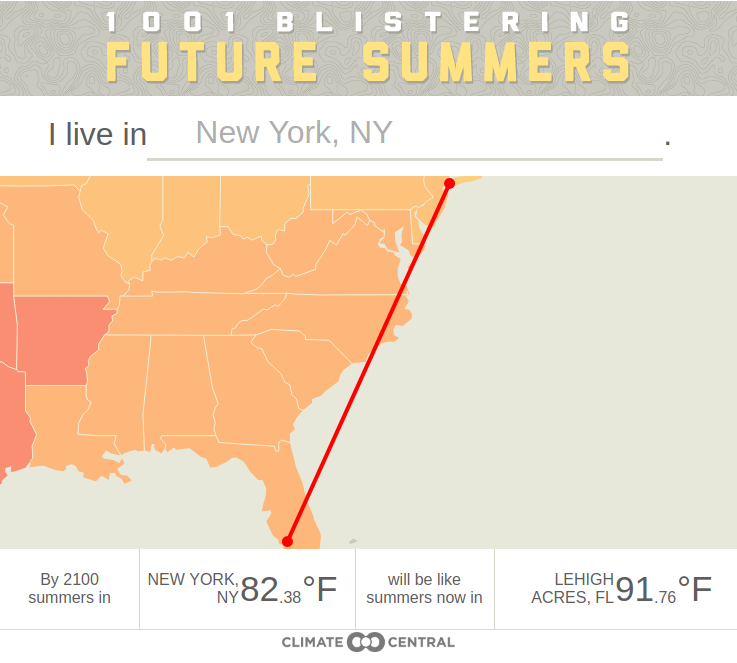 1001 BLISTERING
FUTURE SUMMERS
I live in New York, NY.
By 2100
summers in
NEW YORK,
NY
82.38°F
will be like
summers now in
LEHIGH
ACRES, FL
91.76°F
CLIMATE CENTRAL